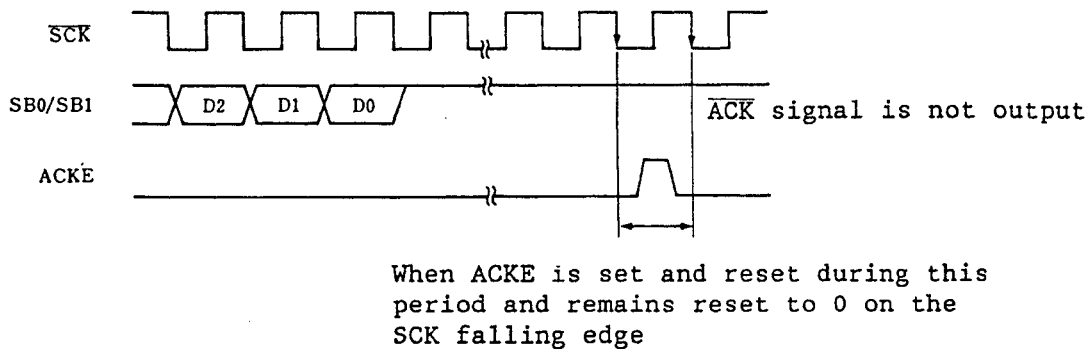 SCK
SB0/SB1 D2 D1 D0
ACK signal is not output
ACKE
When ACKE is set and reset during this
period and remains reset to 0 on the
SCK falling edge